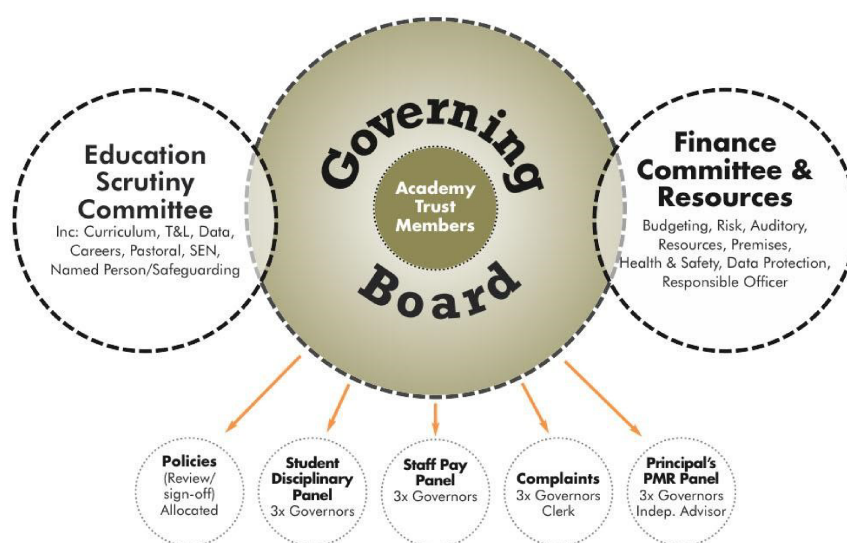 Governing
Board
Academy
Trust
Members
Education
Scrutiny
Committee
Inc: Curriculum, T&L, Data,
Careers, Pastoral, SEN,
Named Person/Safeguarding
Finance
Committee &
Resources
Budgeting, Risk, Auditory,
Resources, Premises,
Health & Safety, Data Protection,
Responsible Officer
Policies
(Review/
sign-off)
Allocated
Student
Disciplinary
Panel
3x Governors
Staff Pay
Panel
3x Governors
Complaints
3x Governors
Clerk
Principal's
PMR Panel
3x Governors
Indep. Advisor